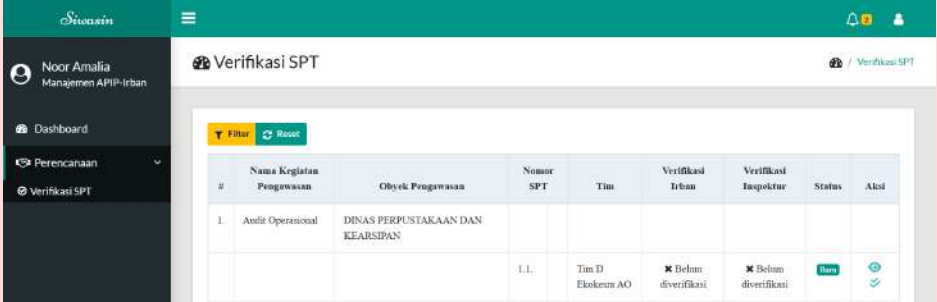 Siwasin
2
Noor Amalia
Manajemen APIP-Irban
Verifikasi SPT
/ Verifikasi SPT
Dashboard
Perencanaan
Verifikasi SPT
Filter Reset
# Nama Kegiatan Pengawasan Obyek Pengawasan Nomor SPT Tim Verifikasi Irban Verifikasi Inspektur Status Aksi
1. Audit Operasional DINAS PERPUSTAKAAN DAN
KEARSIPAN
1.1. Tim D Belum Belum Baru
Ekokesra AO diverifikasi diverifikasi